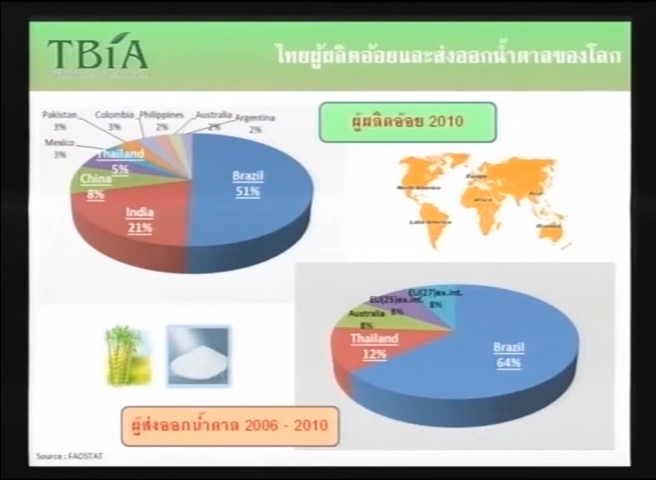 TBiA
ไทยผู้ผลิตอ้อยและส่งออกน้ำตาลของโลก
ผู้ผลิตอ้อย 2010
Pakistan
3%
Colombia
3%
Philippines
2%
Australia
2%
Argentina
2%
Mexico
3%
Thailand
5%
China
8%
India
21%
Brazil
51%
North America
Europe
Asia
Africa
Latin America
Oceania
EU(27)ex.int.
8%
EU(25)ex.int.
8%
Australia
8%
Thailand
12%
Brazil
64%
ผู้ส่งออกน้ำตาล 2006 - 2010
Source : FAOSTAT